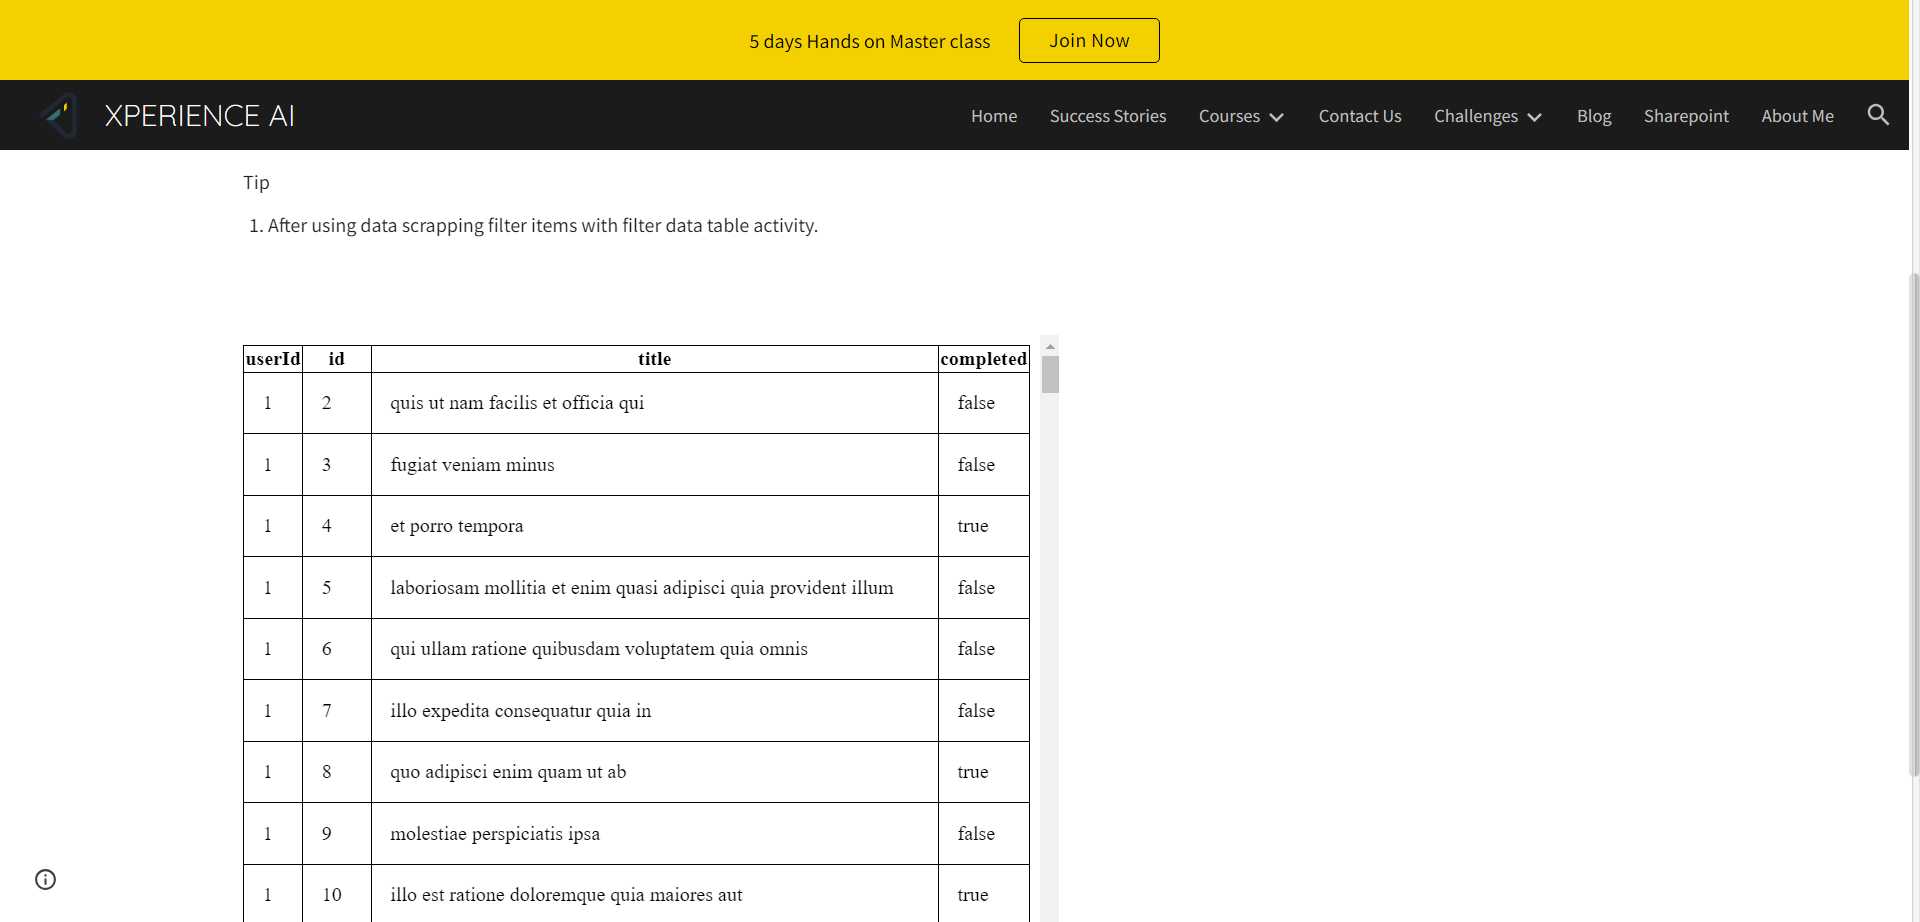 5 days Hands on Master class Join Now
XPERIENCE AI Home Success Stories Courses Contact Us Challenges Blog Sharepoint About Me
Tip
1. After using data scrapping filter items with filter data table activity.
userId id title completed
1 2 quis ut nam facilis et officia qui false
1 3 fugiat veniam minus false
1 4 et porro tempora true
1 5 laboriosam mollitia et enim quasi adipisci quia provident illum false
1 6 qui ullam ratione quibusdam voluptatem quia omnis false
1 7 illo expedita consequatur quia in false
1 8 quo adipisci enim quam ut ab true
1 9 molestiae perspiciatis ipsa false
1 10 illo est ratione doloremque quia maiores aut true